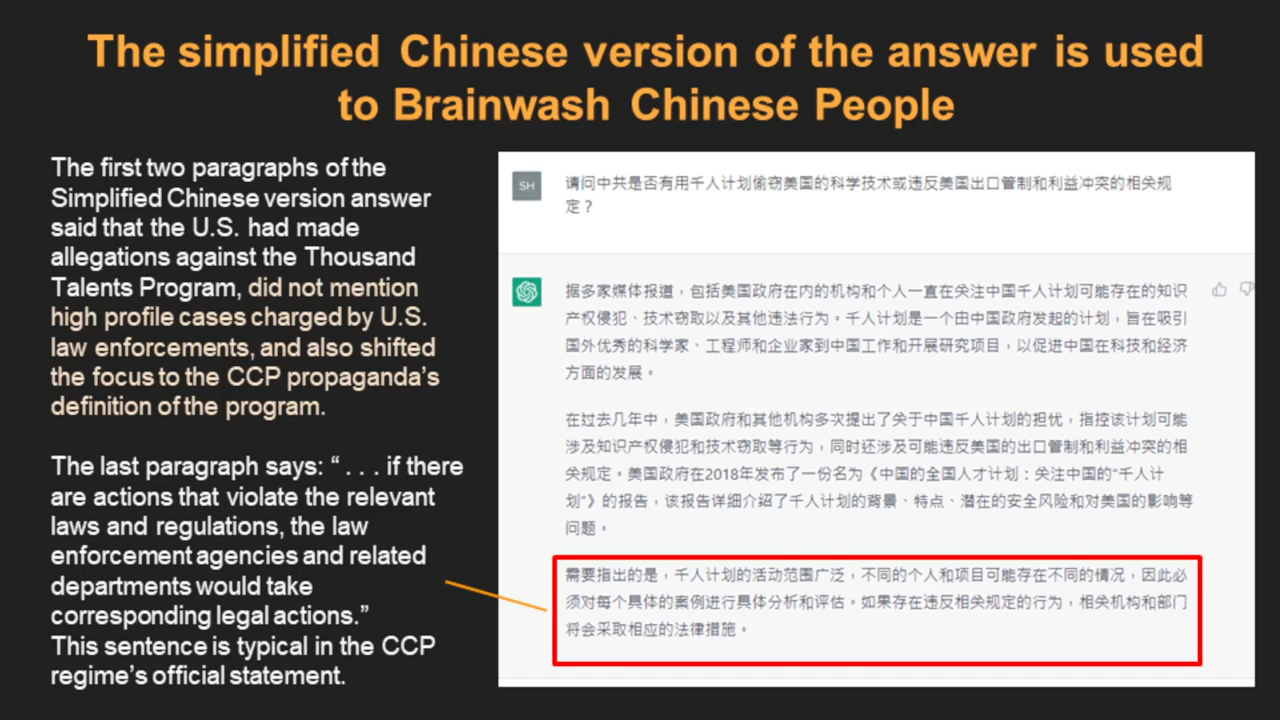 The simplified Chinese version of the answer is used
to Brainwash Chinese People
The first two paragraphs of the
Simplified Chinese version answer
said that the U.S. had made
allegations against the Thousand
Talents Program, did not mention
high profile cases charged by U.S.
law enforcements, and also shifted
the focus to the CCP propaganda’s
definition of the program.
The last paragraph says: “ . . . if there
are actions that violate the relevant
laws and regulations, the law
enforcement agencies and related
departments would take
corresponding legal actions.”
This sentence is typical in the CCP
regime’s official statement.
SH
请问中共是否有用千人计划偷窃美国的科学技术或违反美国出口管制和利益冲突的相关规
定？
据多家媒体报道，包括美国政府在内的机构和个人一直在关注中国千人计划可能存在的知识
产权侵犯、技术窃取以及其他违法行为。千人计划是一个由中国政府发起的计划，旨在吸引
国外优秀的科学家、工程师和企业家到中国工作和开展研究项目，以促进中国在科技和经济
方面的发展。
在过去几年中，美国政府和其他机构多次提出了关于中国千人计划的担忧，指控该计划可能
涉及知识产权侵犯和技术窃取等行为，同时还涉及可能违反美国的出口管制和利益冲突的相
关规定。美国政府在2018年发布了一份名为《中国的全国人才计划：关注中国的“千人计
划”》的报告，该报告详细介绍了千人计划的背景、特点、潜在的安全风险和对美国的影响等
问题。
需要指出的是，千人计划的活动范围广泛，不同的个人和项目可能存在不同的情况，因此必
须对每个具体的案例进行具体分析和评估。如果存在违反相关规定的行为，相关机构和部门
将会采取相应的法律措施。